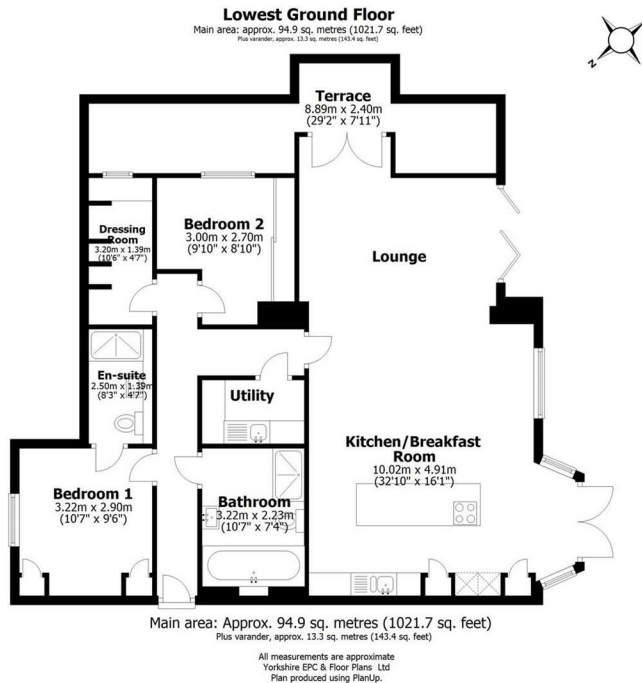 Lowest Ground Floor
Main area: approx. 94.9 sq. metres (1021.7 sq. feet)
Plus varander, approx. 13.3 sq. metres (143.4 sq. feet)
N
Terrace
8.89m x 2.40m
(29'2" x 7'11")
Dressing
Room
3.20m x 1.39m
(10'6" x 4'7")
Bedroom 2
3.00m x 2.70m
(9'10" x 8'10")
Lounge
En-suite
2.50m x 1.39m
(8'3" x 4'7")
Utility
Kitchen/Breakfast
Room
10.02m x 4.91m
(32'10" x 16'1")
Bedroom 1
3.22m x 2.90m
(10'7" x 9'6")
Bathroom
3.22m x 2.23m
(10'7" x 7'4")
Main area: Approx. 94.9 sq. metres (1021.7 sq. feet)
Plus varander, approx. 13.3 sq. metres (143.4 sq. feet)
All measurements are approximate
Yorkshire EPC & Floor Plans Ltd
Plan produced using PlanUp.